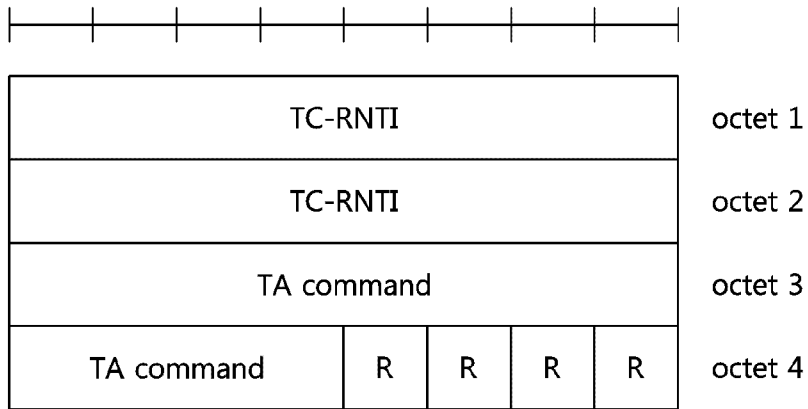 TC-RNTI octet 1
TC-RNTI octet 2
TA command octet 3
TA command R R R R octet 4